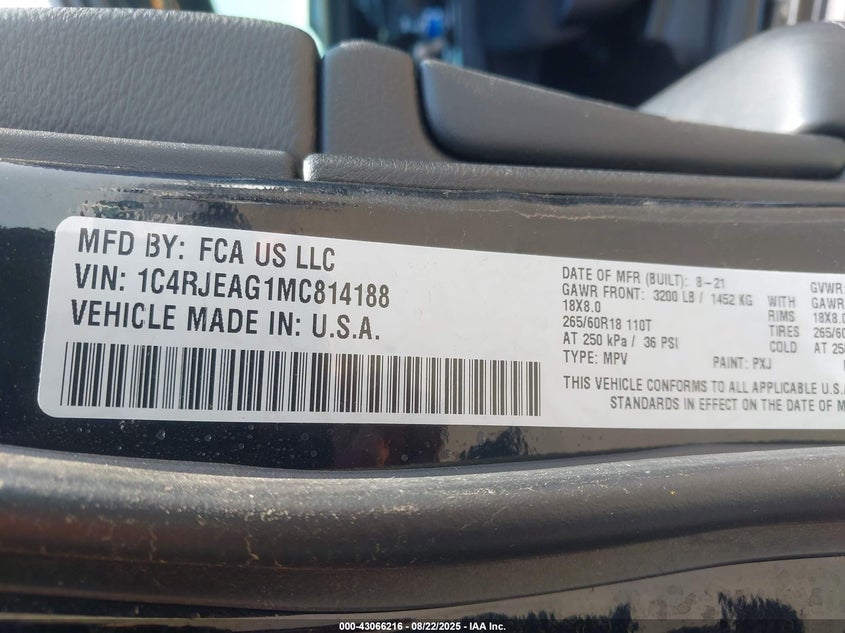 MFD BY: FCA US LLC
VIN: 1C4RJEAG1MC814188
VEHICLE MADE IN: U.S.A.
DATE OF MFR (BUILT): 8-21
GAWR FRONT: 3200 LB / 1452 KG WITH
18X8.0 RIMS
265/60R18 110T TIRES
AT 250 kPa / 36 PSI COLD
TYPE: MPV PAINT: PXJ
THIS VEHICLE CONFORMS TO ALL APPLICABLE U.S.A
STANDARDS IN EFFECT ON THE DATE OF M
GVWR:
GAWR
18X8.0
265/60
AT 250
000-43066216 - 08/22/2025 - IAA Inc.